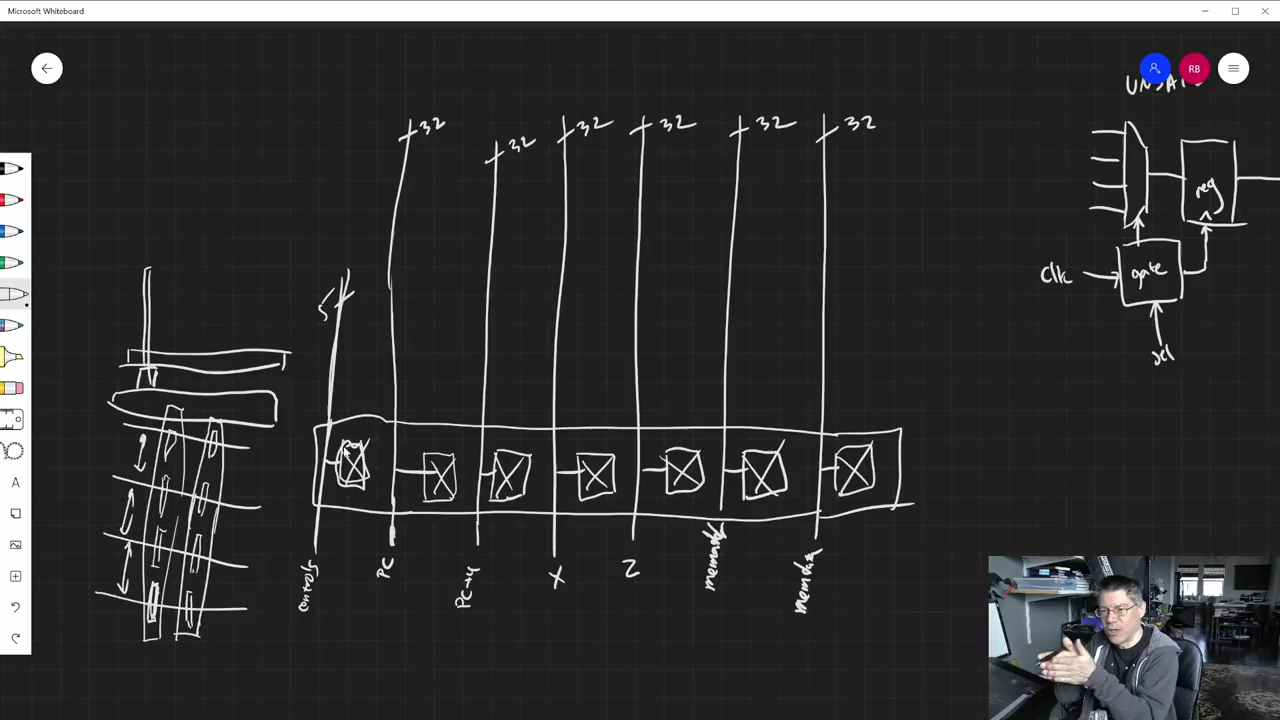 Microsoft Whiteboard
RB
32
32
32
32
32
32
reg
Clk
gate
sel
5
controls
PC
PC+4
X
Z
memaddr
memdata
A